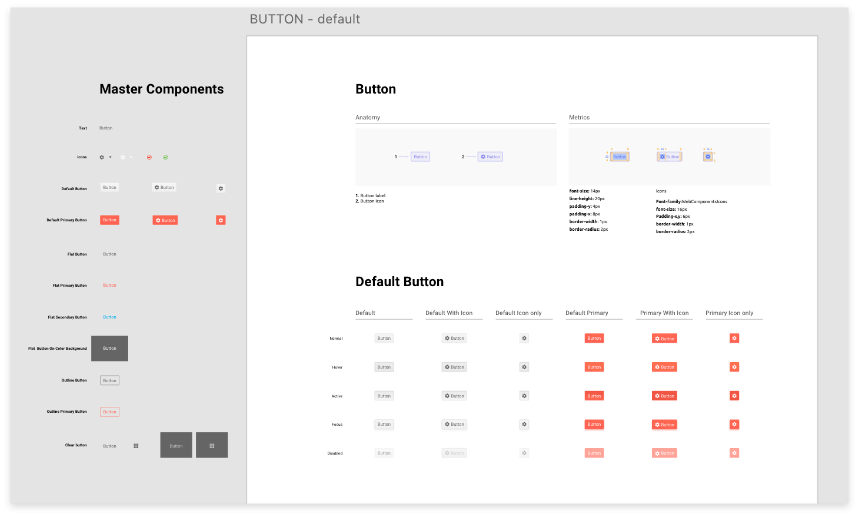 BUTTON - default
Master Components
Text
Button
Icons
Default Button
Button
Button
Default Primary Button
Button
Button
Flat Button
Button
Flat Primary Button
Button
Flat Secondary Button
Button
Flat Button On Color Background
Button
Outline Button
Button
Outline Primary Button
Button
Clear Button
Button
Button
Button
Anatomy
Metrics
1
Button
2
Button
Button
Button
1. Button label
2. Button Icon
font-size: 14px
line-height: 20px
padding-y: 4px
padding-x: 8px
border-width: 1px
border-radius: 2px
Icons
Font-family:WebComponentsIcons
font-size: 16px
Padding-xy: 6px
border-width: 1px
border-radius: 2px
Default Button
Default
Default With Icon
Default Icon only
Default Primary
Primary With Icon
Primary Icon only
Normal
Button
Button
Button
Button
Hover
Button
Button
Button
Button
Active
Button
Button
Button
Button
Focus
Button
Button
Button
Button
Disabled
Button
Button
Button
Button